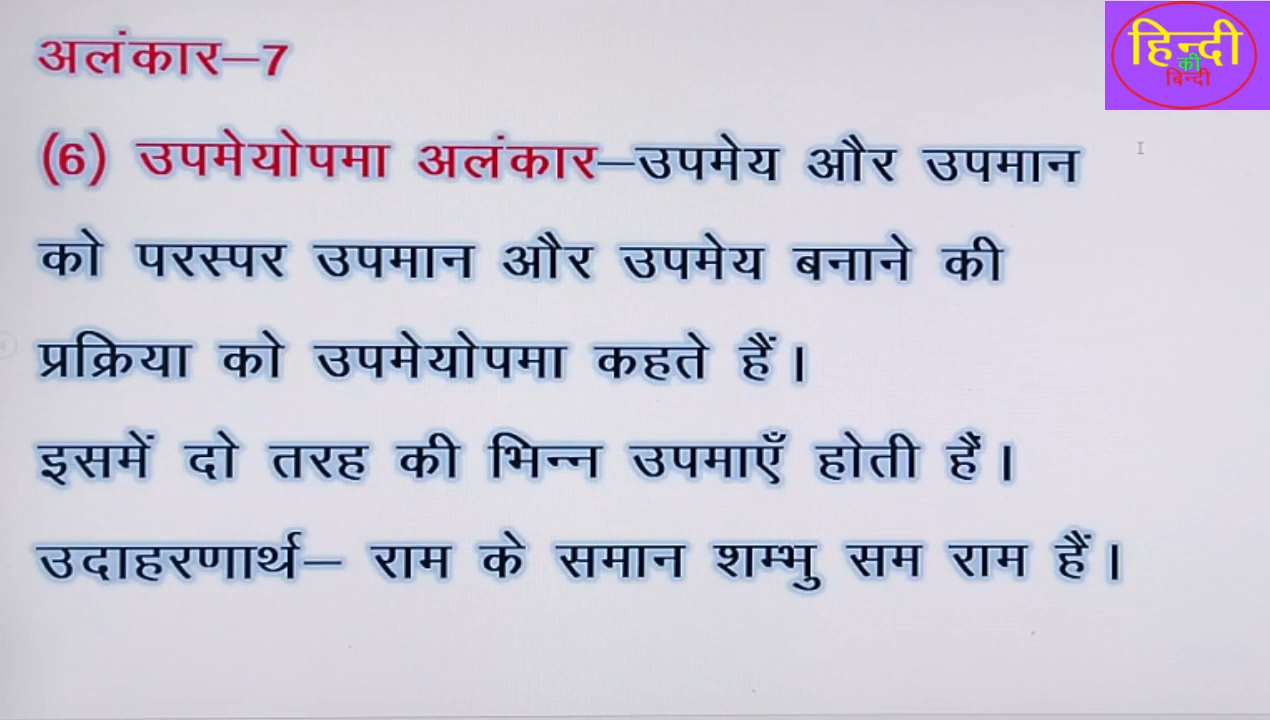 हिन्दी
की
बिन्दी
अलंकार–7
(6) उपमेयोपमा अलंकार–उपमेय और उपमान
को परस्पर उपमान और उपमेय बनाने की
प्रक्रिया को उपमेयोपमा कहते हैं।
इसमें दो तरह की भिन्न उपमाएँ होती हैं।
उदाहरणार्थ– राम के समान शम्भु सम राम हैं।